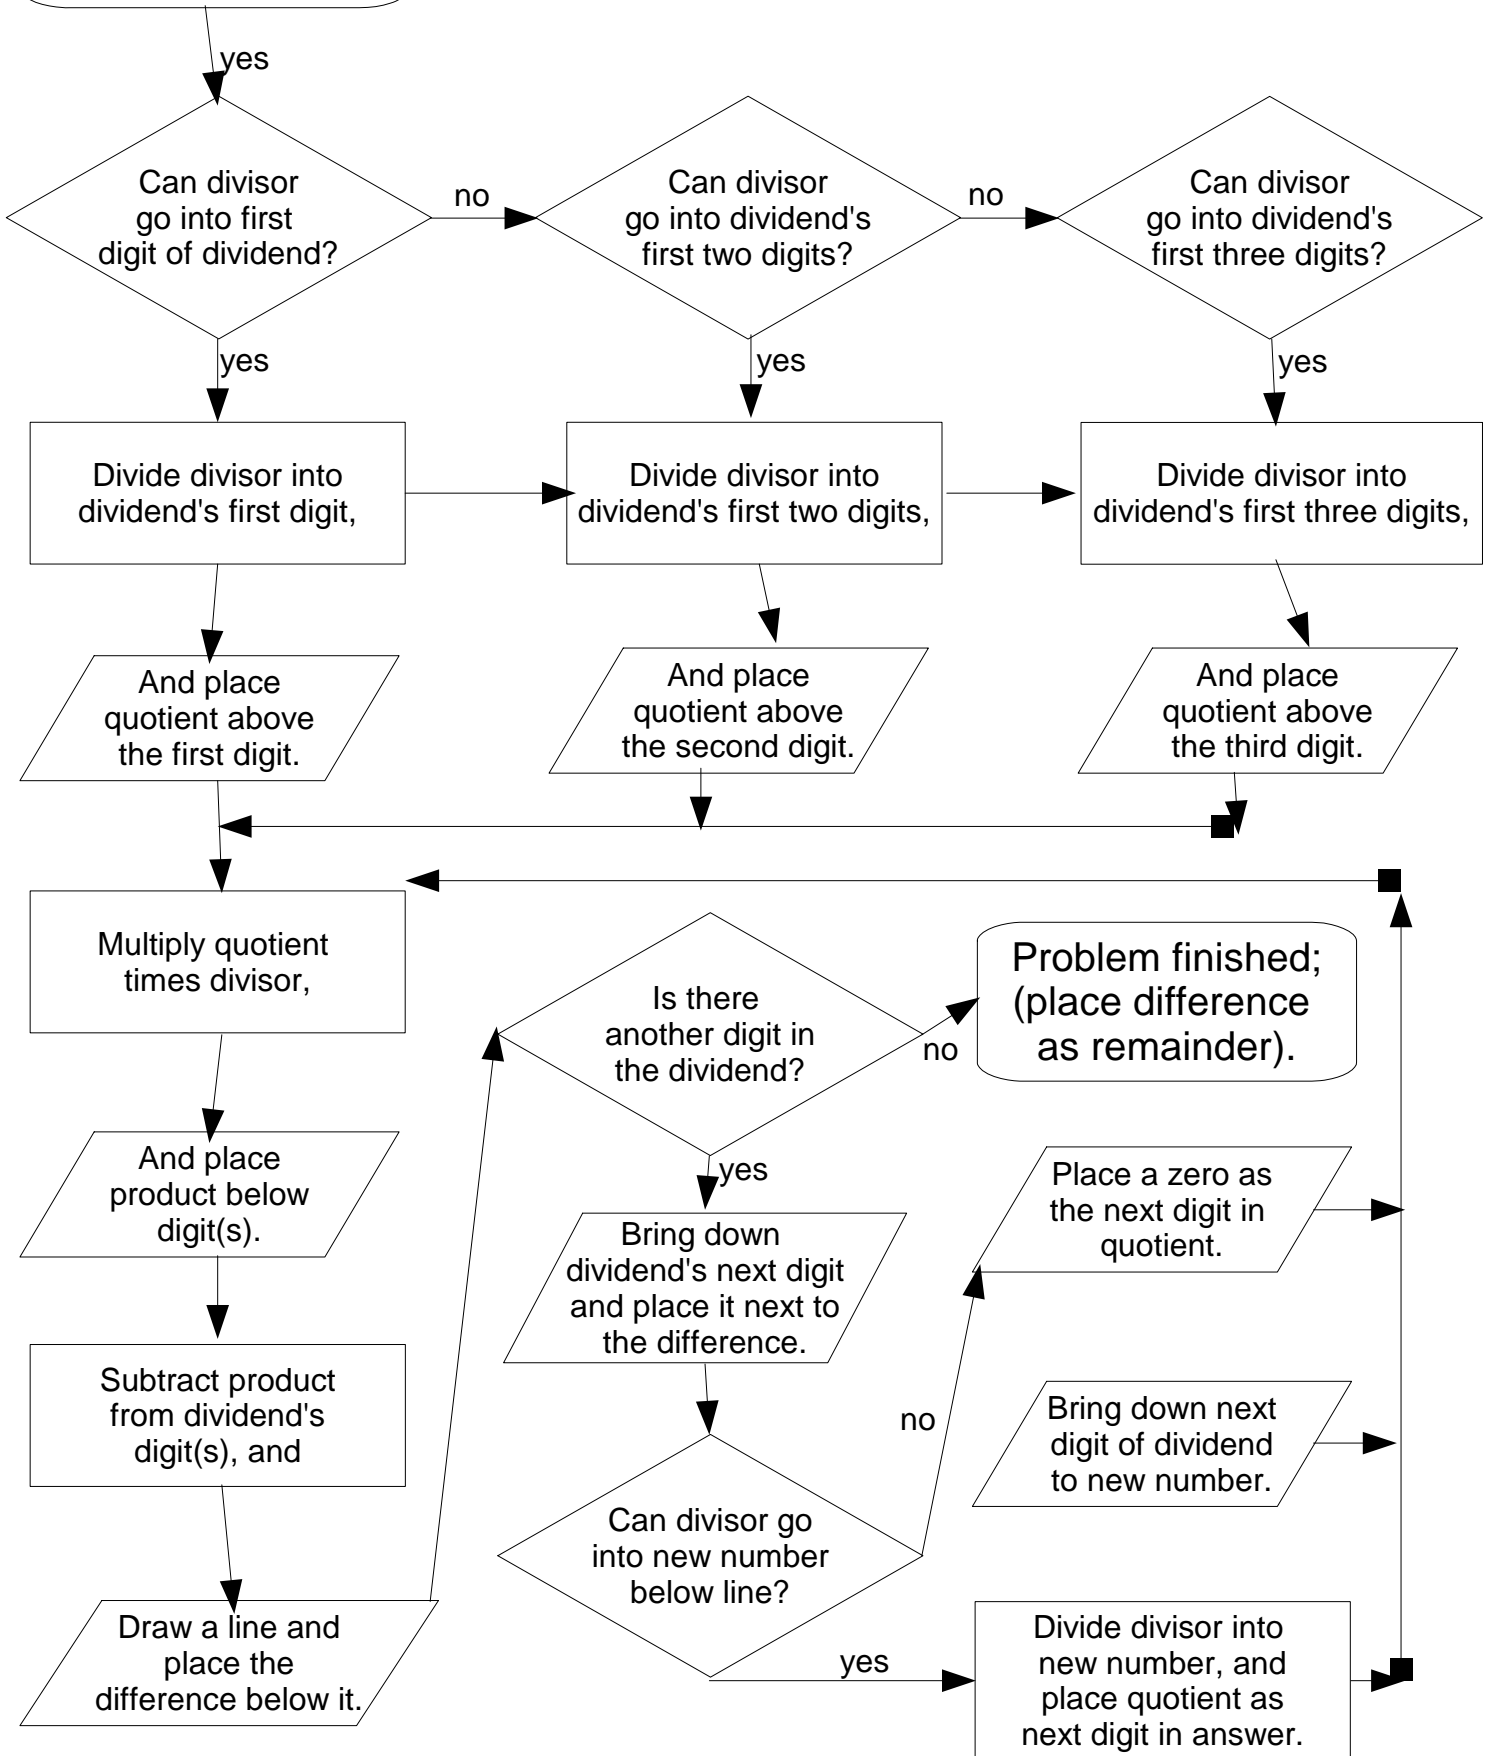 yes
Can divisor
go into first
digit of dividend?
no
Can divisor
go into dividend's
first two digits?
no
Can divisor
go into dividend's
first three digits?
yes
yes
yes
Divide divisor into
dividend's first digit,
Divide divisor into
dividend's first two digits,
Divide divisor into
dividend's first three digits,
And place
quotient above
the first digit.
And place
quotient above
the second digit.
And place
quotient above
the third digit.
Multiply quotient
times divisor,
And place
product below
digit(s).
Subtract product
from dividend's
digit(s), and
Draw a line and
place the
difference below it.
Is there
another digit in
the dividend?
no
Problem finished;
(place difference
as remainder).
yes
Bring down
dividend's next digit
and place it next to
the difference.
Can divisor go
into new number
below line?
no
Place a zero as
the next digit in
quotient.
Bring down next
digit of dividend
to new number.
yes
Divide divisor into
new number, and
place quotient as
next digit in answer.